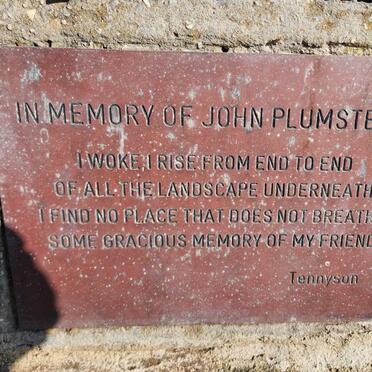 IN MEMORY OF JOHN PLUMSTE
I WOKE, I RISE FROM END TO END
OF ALL THE LANDSCAPE UNDERNEATH
I FIND NO PLACE THAT DOES NOT BREATH
SOME GRACIOUS MEMORY OF MY FRIEND
Tennyson